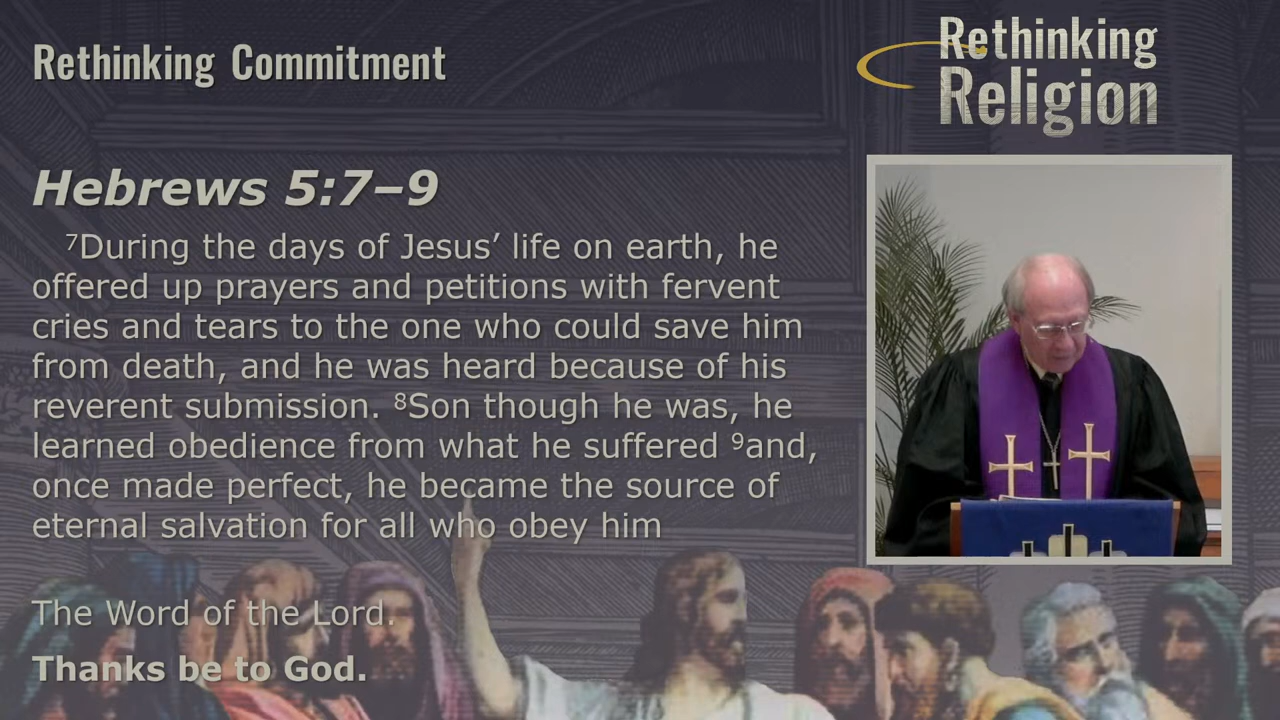 Rethinking Commitment
Rethinking
Religion
Hebrews 5:7–9
⁷During the days of Jesus’ life on earth, he
offered up prayers and petitions with fervent
cries and tears to the one who could save him
from death, and he was heard because of his
reverent submission. ⁸Son though he was, he
learned obedience from what he suffered ⁹and,
once made perfect, he became the source of
eternal salvation for all who obey him
The Word of the Lord.
Thanks be to God.